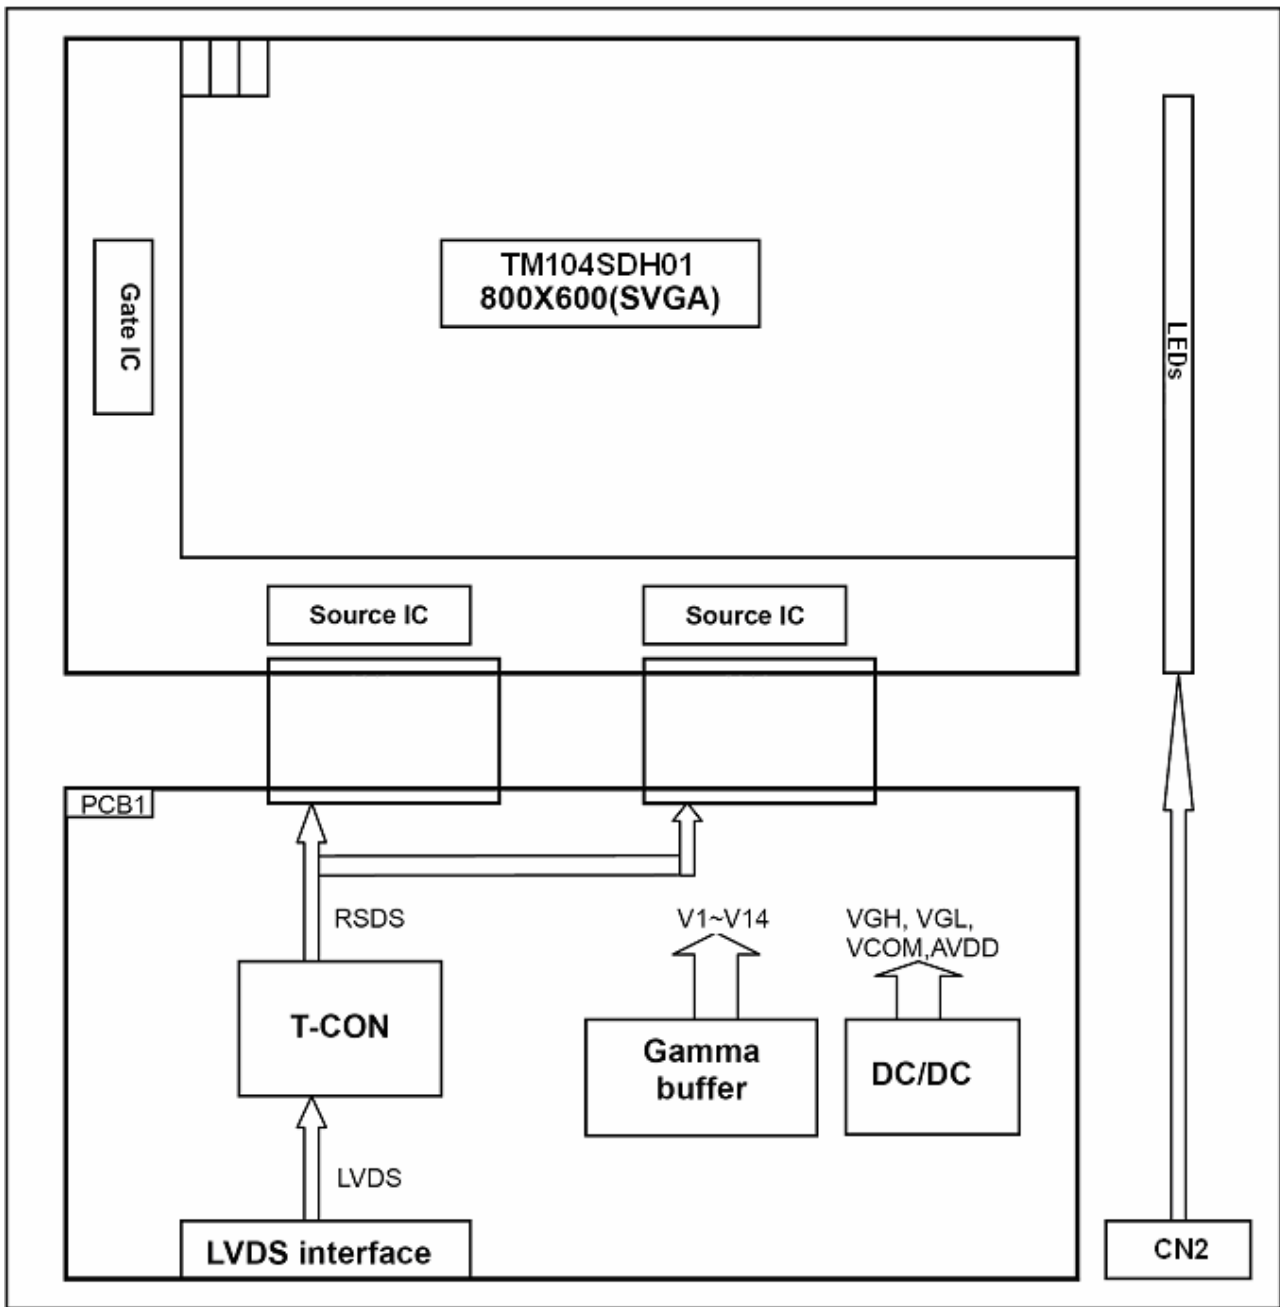 TM104SDH01
800X600(SVGA)
Gate IC
LEDs
Source IC
Source IC
PCB1
RSDS
V1~V14
VGH, VGL,
VCOM,AVDD
T-CON
Gamma
buffer
DC/DC
LVDS
LVDS interface
CN2